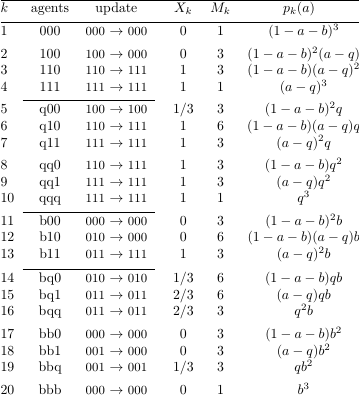 k agents update X_k M_k p_k(a)
1 000 000 → 000 0 1 (1 − a − b)^3
2 100 100 → 000 0 3 (1 − a − b)^2(a − q)
3 110 110 → 111 1 3 (1 − a − b)(a − q)^2
4 111 111 → 111 1 1 (a − q)^3
5 q00 100 → 100 1/3 3 (1 − a − b)^2q
6 q10 110 → 111 1 6 (1 − a − b)(a − q)q
7 q11 111 → 111 1 3 (a − q)^2q
8 qq0 110 → 111 1 3 (1 − a − b)q^2
9 qq1 111 → 111 1 3 (a − q)q^2
10 qqq 111 → 111 1 1 q^3
11 b00 000 → 000 0 3 (1 − a − b)^2b
12 b10 010 → 000 0 6 (1 − a − b)(a − q)b
13 b11 011 → 111 1 3 (a − q)^2b
14 bq0 010 → 010 1/3 6 (1 − a − b)qb
15 bq1 011 → 011 2/3 6 (a − q)qb
16 bqq 011 → 011 2/3 3 q^2b
17 bb0 000 → 000 0 3 (1 − a − b)b^2
18 bb1 001 → 000 0 3 (a − q)b^2
19 bbq 001 → 001 1/3 3 qb^2
20 bbb 000 → 000 0 1 b^3